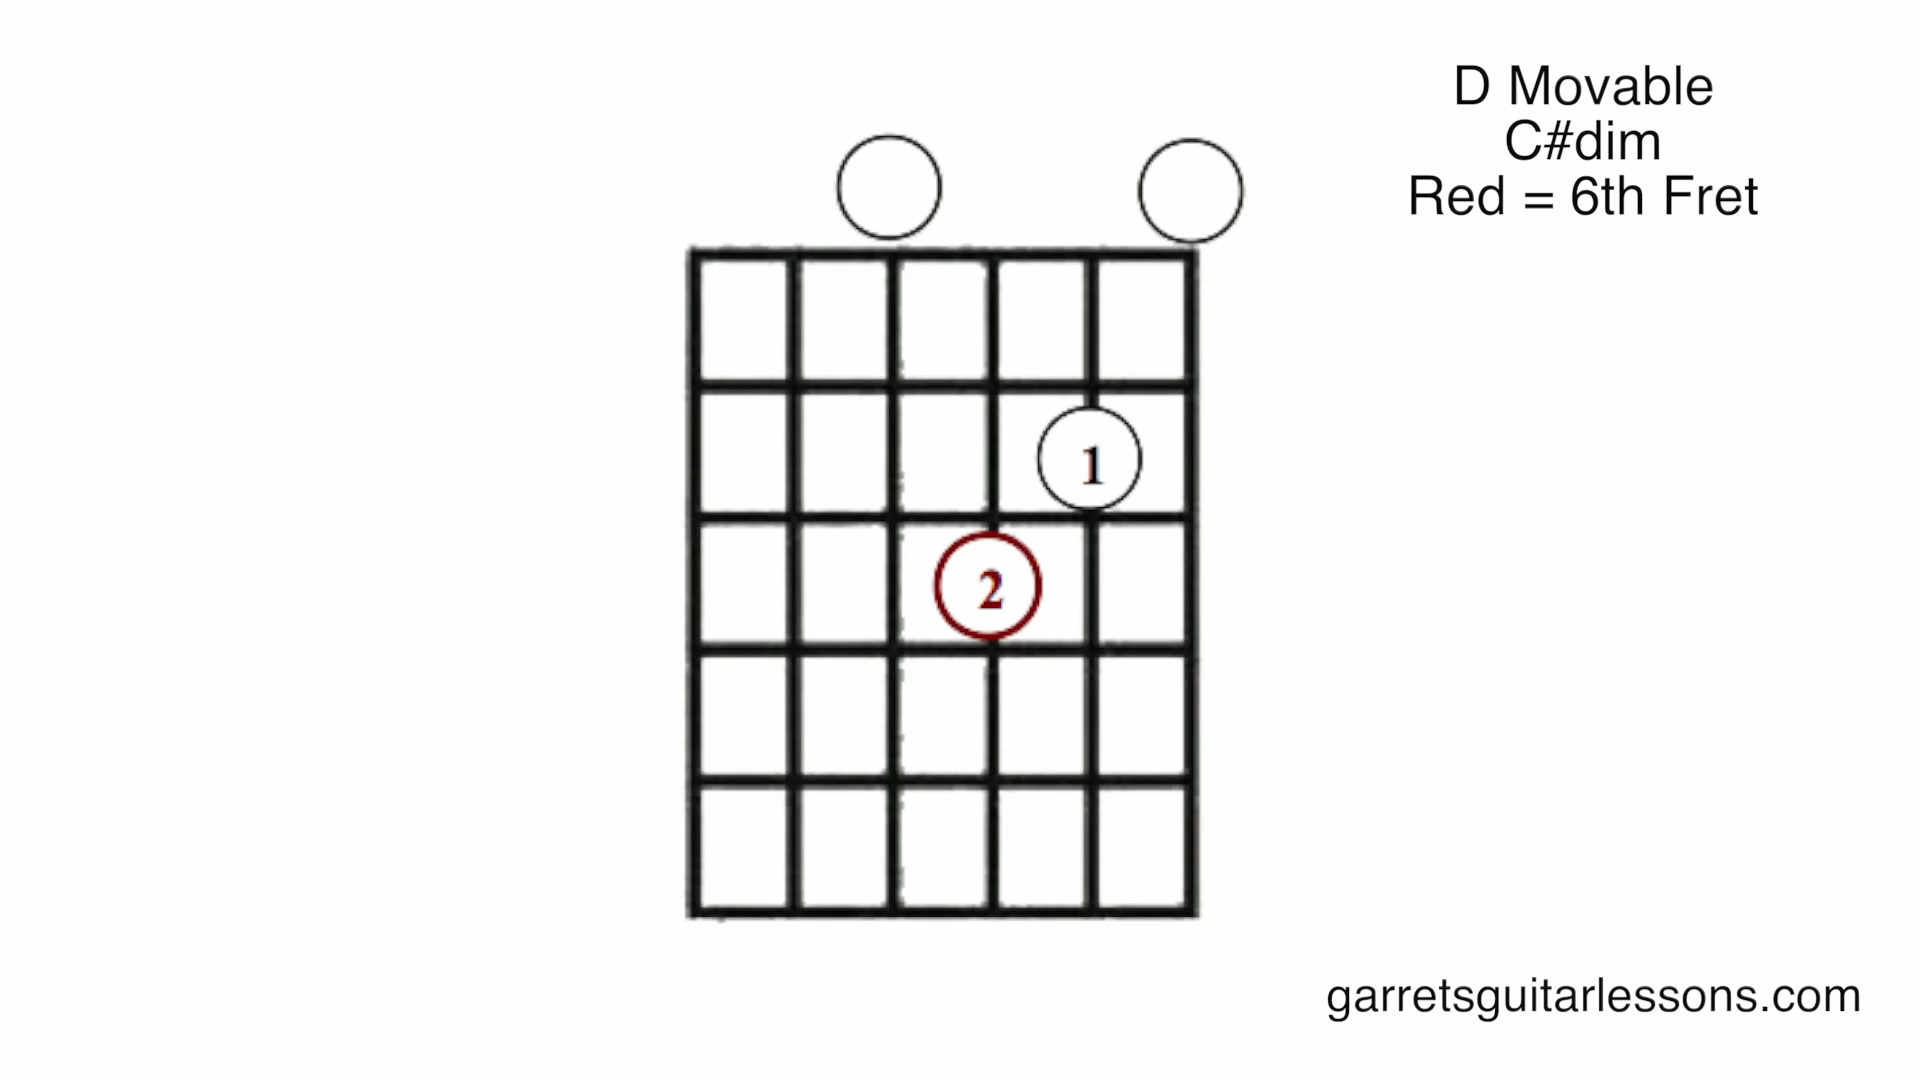 D Movable
C#dim
Red = 6th Fret
1
2
garretsguitarlessons.com